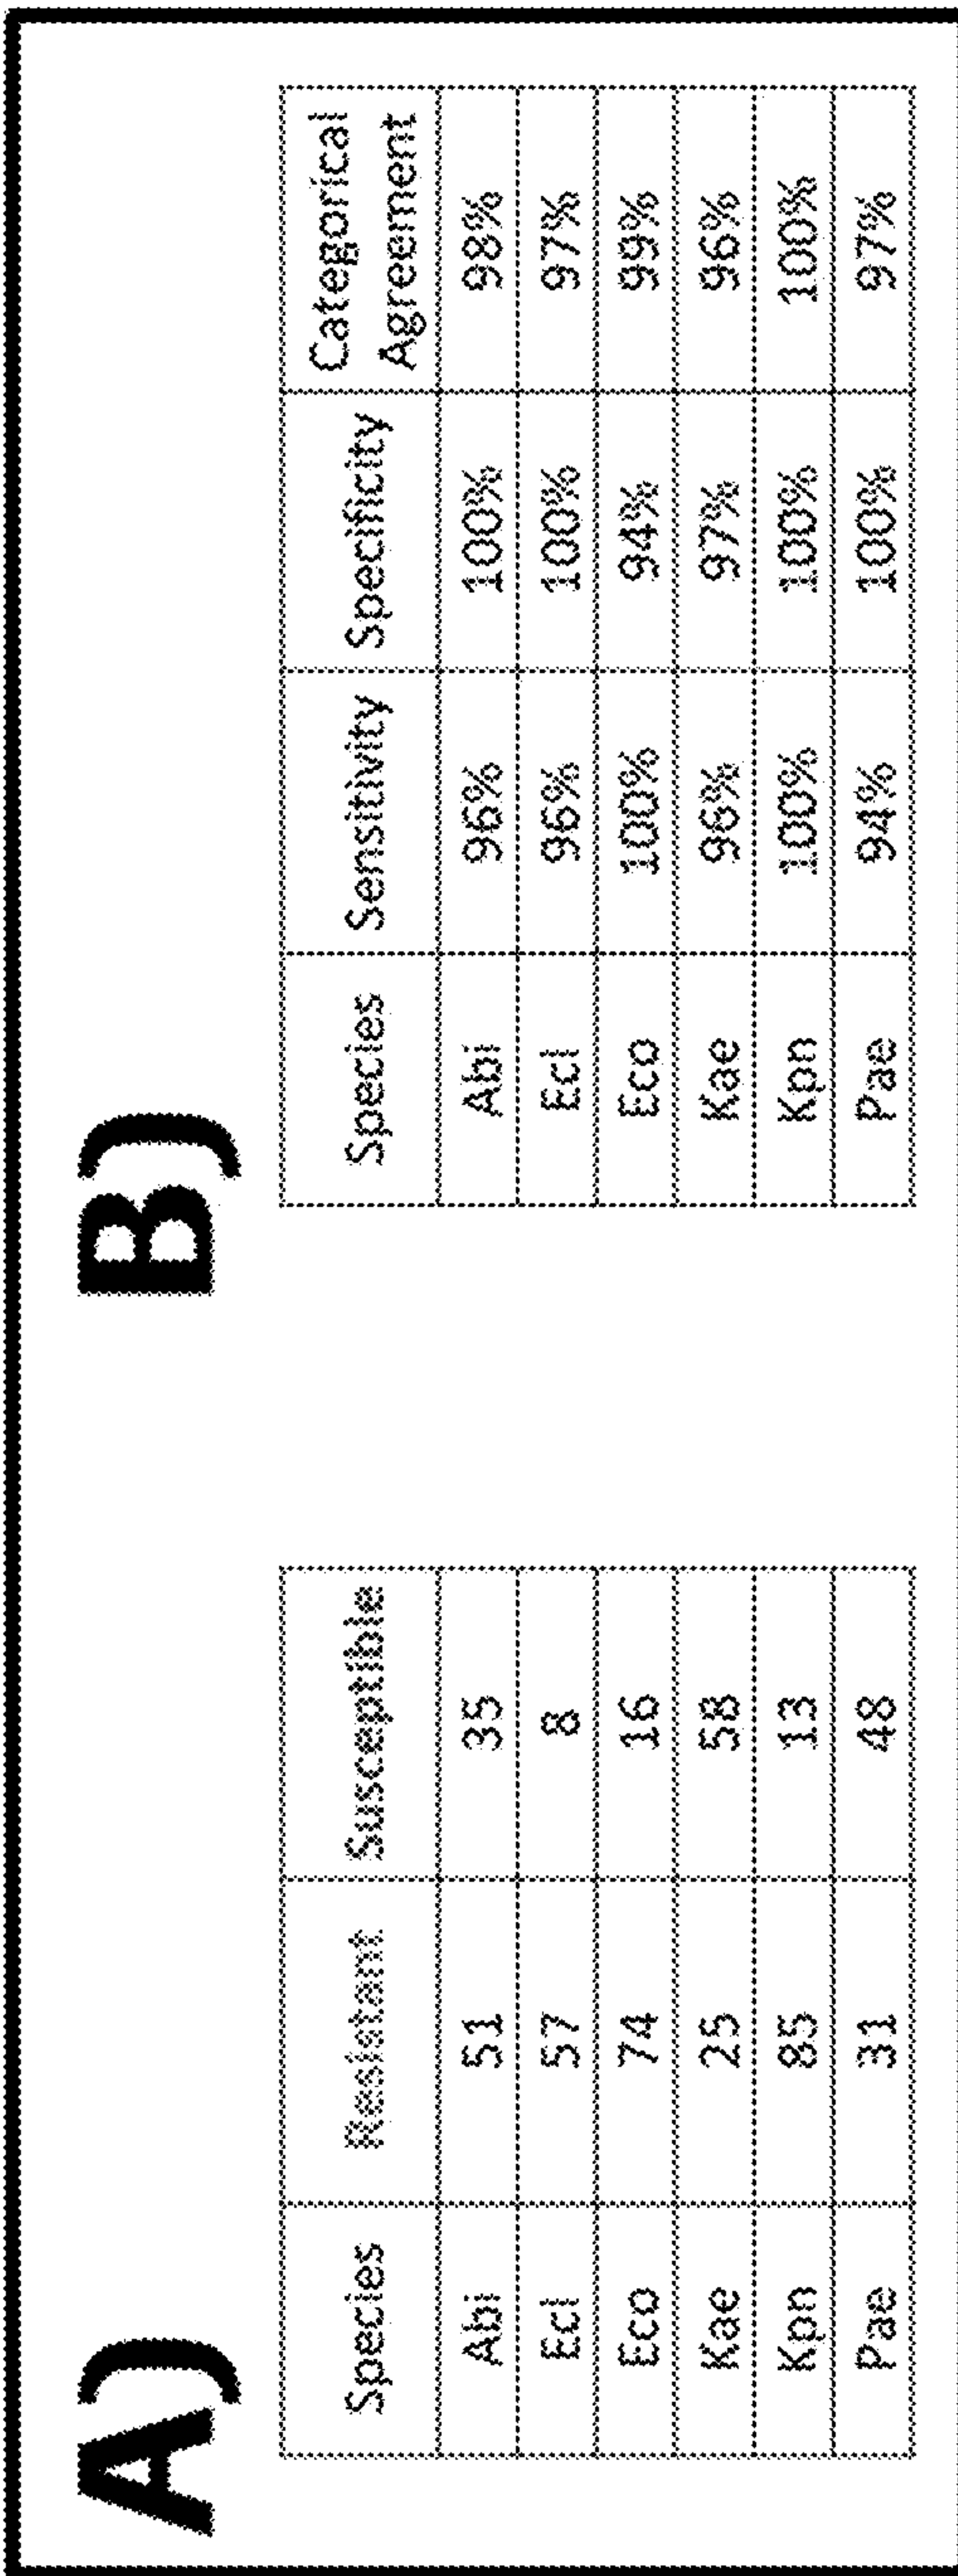 A)
Species Resistant Susceptible
Abi 51 35
Ecl 57 8
Eco 74 16
Kae 25 58
Kpn 85 13
Pae 31 48
B)
Species Sensitivity Specificity Categorical
Agreement
Abi 96% 100% 98%
Ecl 96% 100% 97%
Eco 100% 94% 99%
Kae 96% 97% 96%
Kpn 100% 100% 100%
Pae 94% 100% 97%